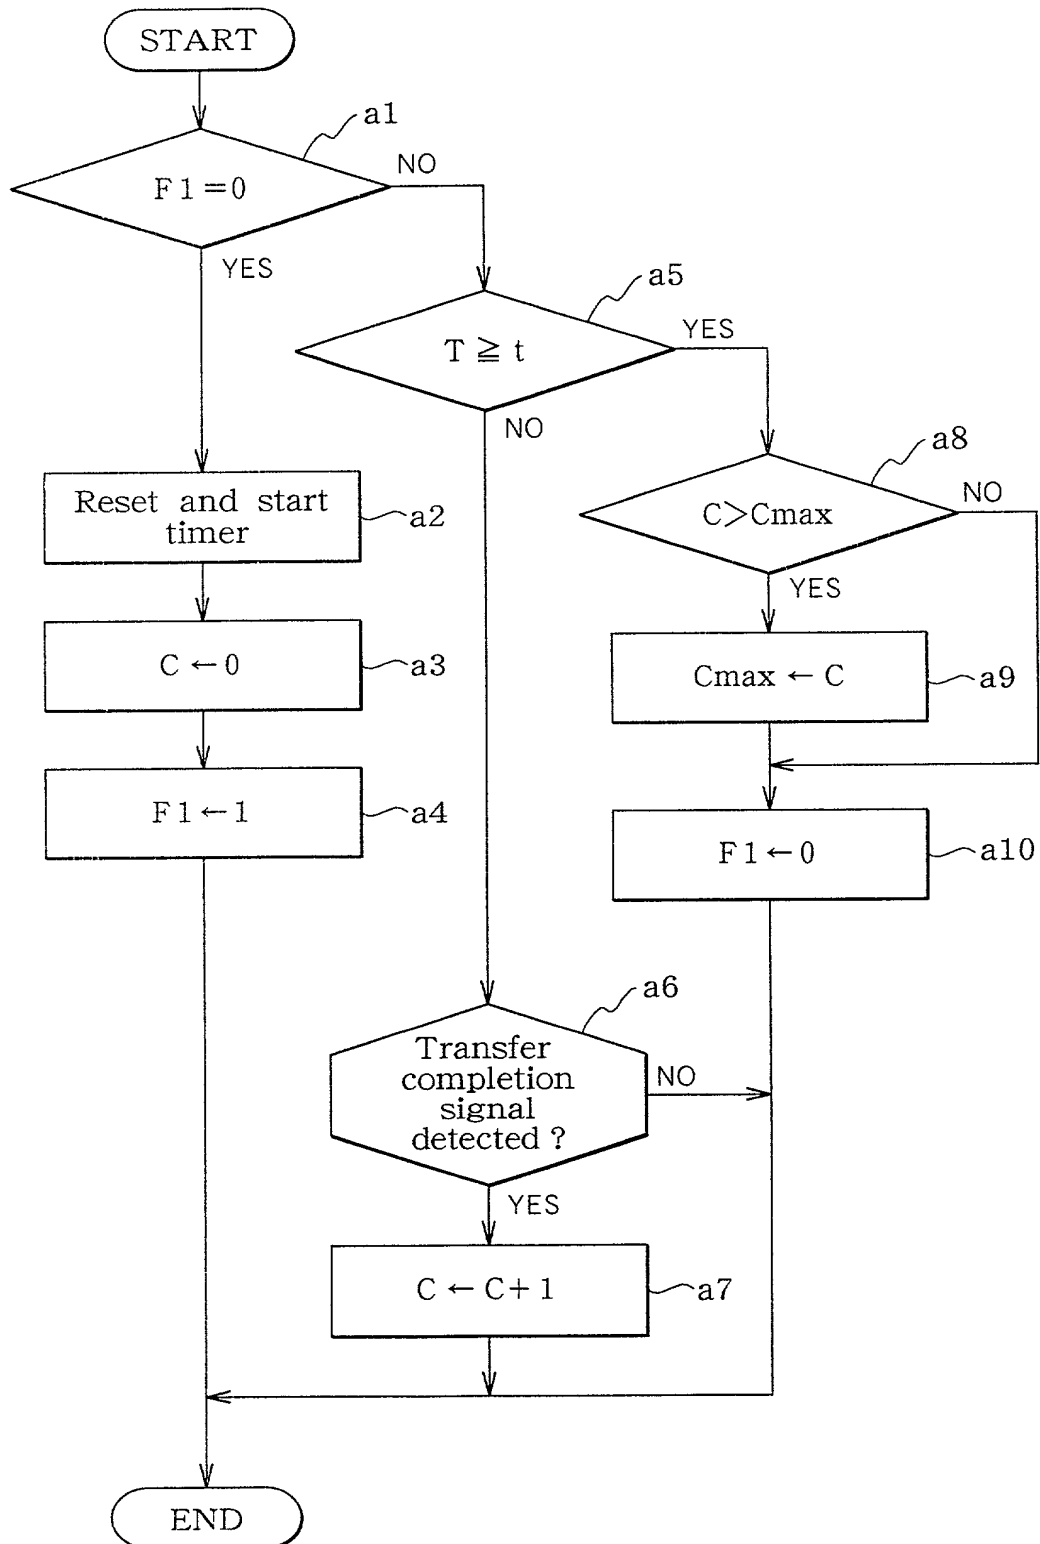 START
a1
F1=0
NO
YES
a5
T ≧ t
YES
NO
a8
C>Cmax
NO
YES
Reset and start
timer
a2
C ← 0
a3
Cmax ← C
a9
F1 ← 1
a4
F1 ← 0
a10
a6
Transfer
completion
signal
detected ?
NO
YES
C ← C+1
a7
END